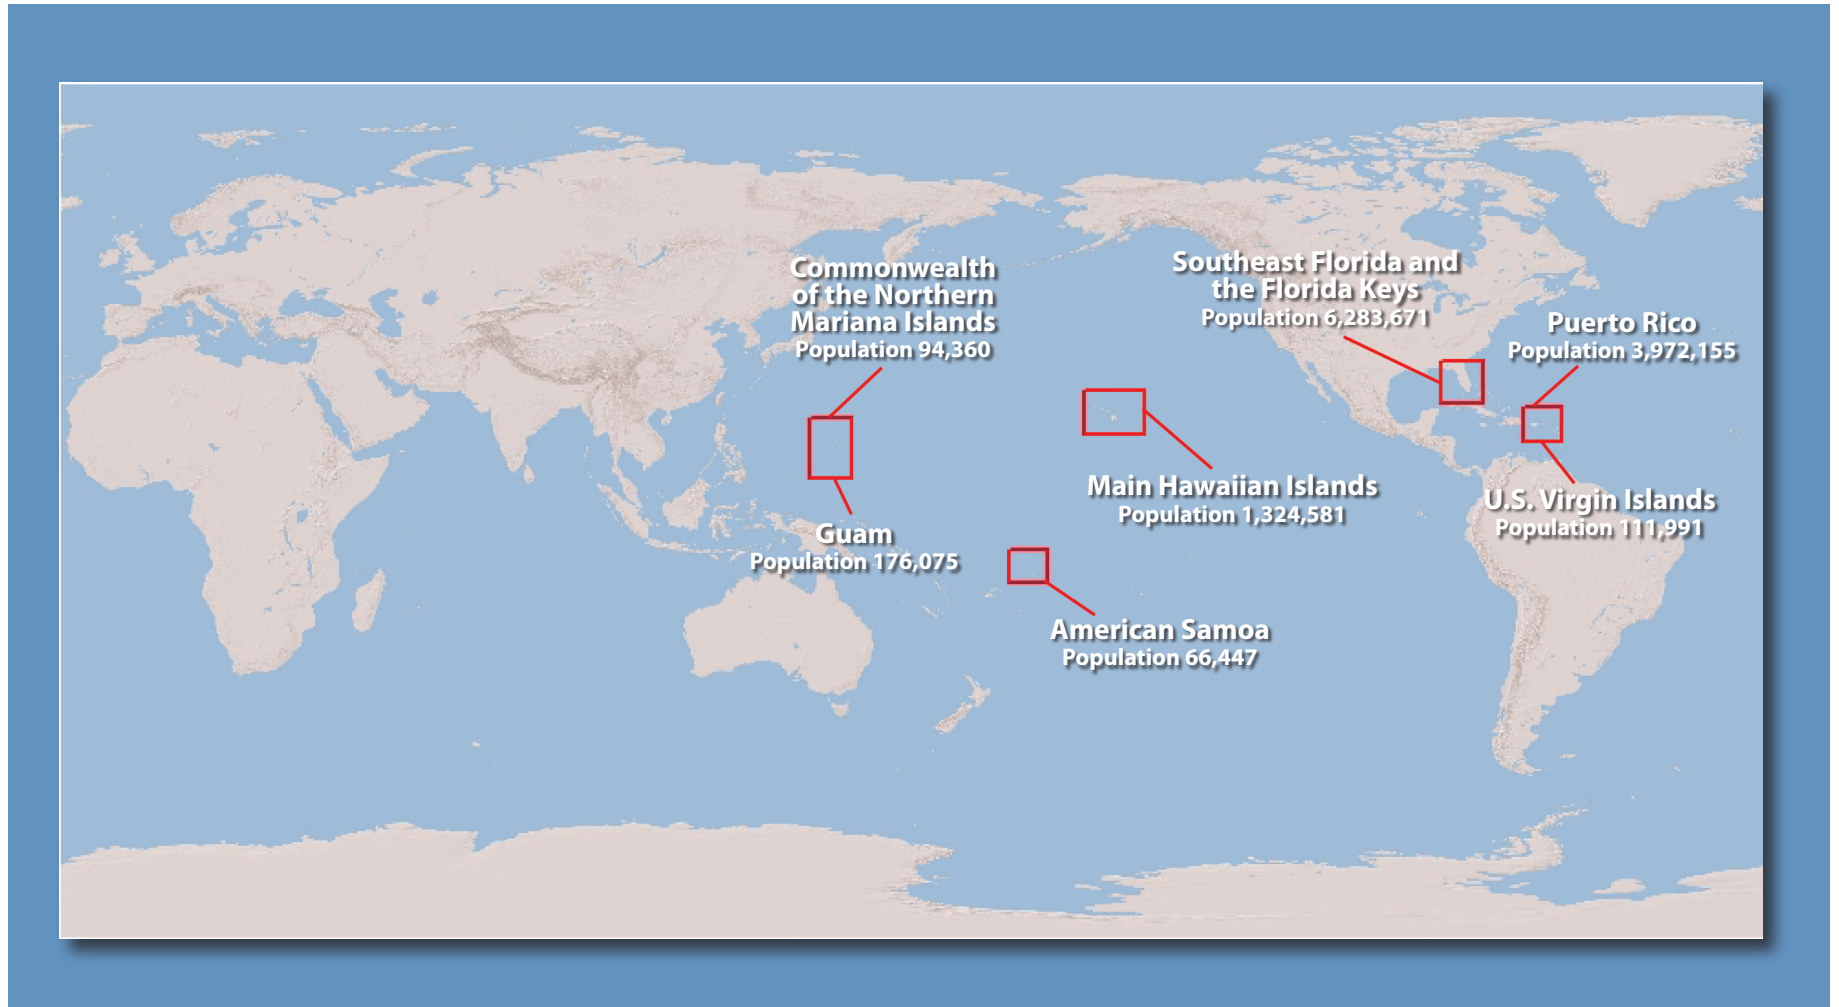 Commonwealth
of the Northern
Mariana Islands
Population 94,360
Southeast Florida and
the Florida Keys
Population 6,283,671
Puerto Rico
Population 3,972,155
Main Hawaiian Islands
Population 1,324,581
U.S. Virgin Islands
Population 111,991
Guam
Population 176,075
American Samoa
Population 66,447